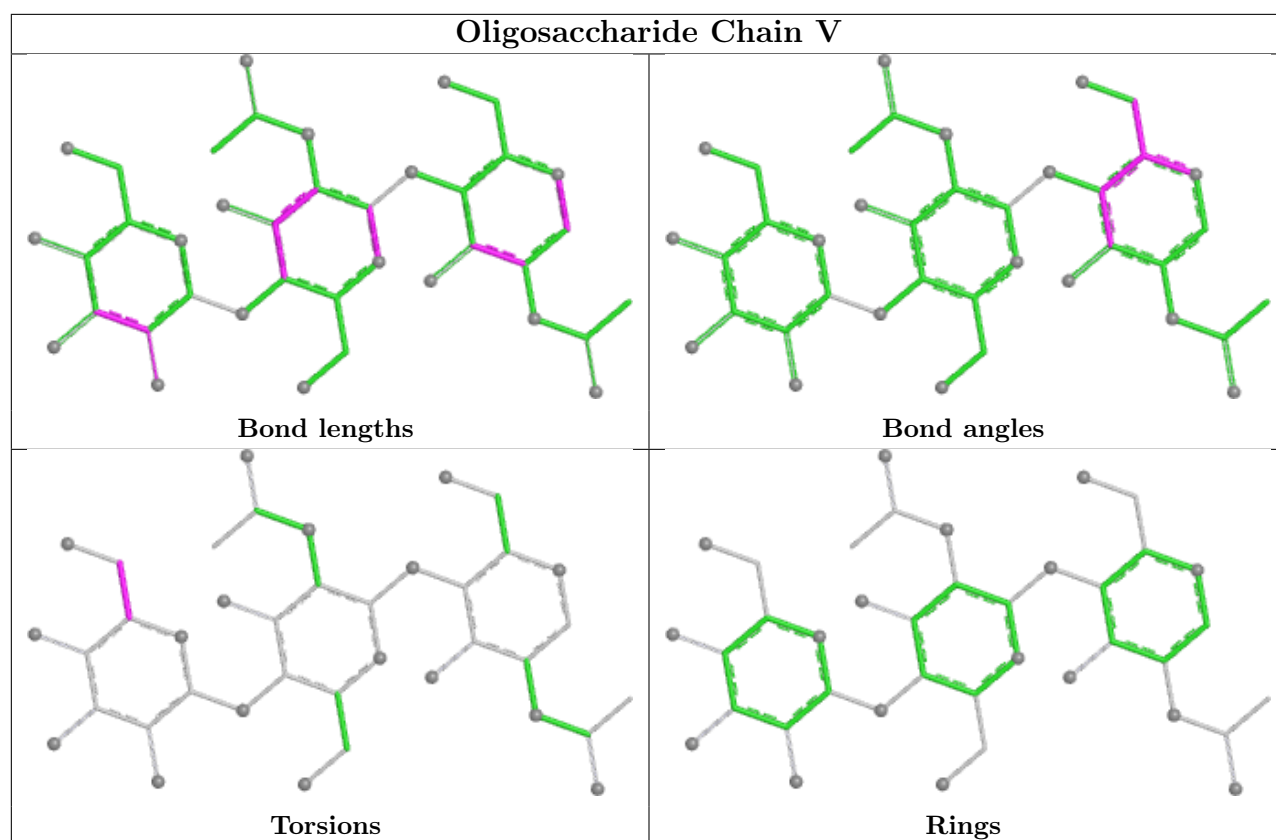 Oligosaccharide Chain V
Bond lengths
Bond angles
Torsions
Rings